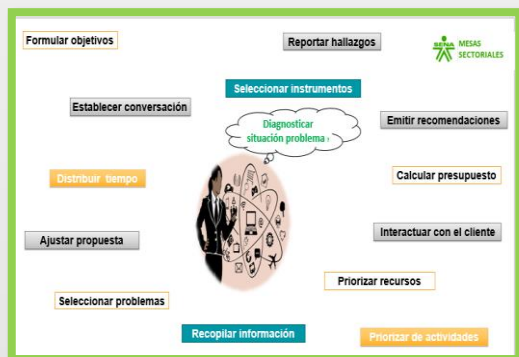 Formular objetivos
Reportar hallazgos
SENA
MESAS
SECTORIALES
Seleccionar instrumentos
Establecer conversación
Diagnosticar
situación problema
Emitir recomendaciones
Distribuir tiempo
Calcular presupuesto
Ajustar propuesta
Interactuar con el cliente
Priorizar recursos
Seleccionar problemas
Recopilar información
Priorizar de actividades